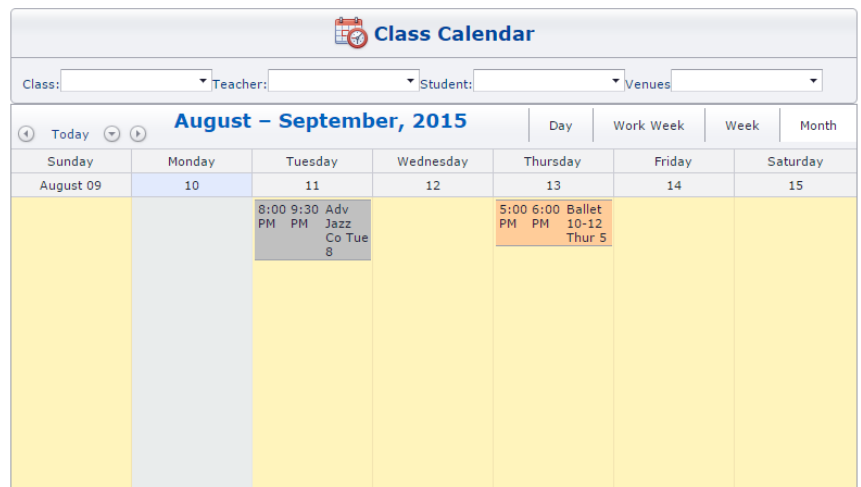 Class Calendar
Class: Teacher: Student: Venues
Today August – September, 2015 Day Work Week Week Month
Sunday Monday Tuesday Wednesday Thursday Friday Saturday
August 09 10 11 12 13 14 15
8:00 9:30 Adv
PM PM Jazz
Co Tue
8
5:00 6:00 Ballet
PM PM 10-12
Thur 5